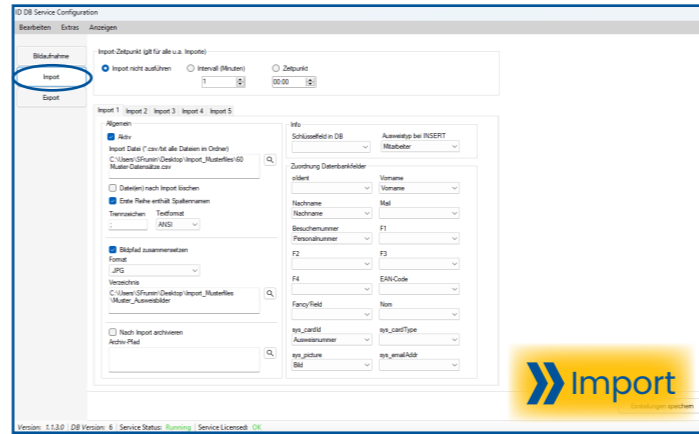 ID DB Service Configuration
Bearbeiten Extras Anzeigen
Bildaufnahme
Import
Export
Import-Zeitpunkt (gilt für alle u.a. Importe)
Import nicht ausführen Intervall (Minuten) Zeitpunkt
1 00:00
Import 1 Import 2 Import 3 Import 4 Import 5
Allgemein
Aktiv
Import Datei (*.csv/txt alle Dateien in Ordner)
C:\Users\SFrumin\Desktop\Import_Musterfiles\60
Muster-Datensätze.csv
Datei(en) nach Import löschen
Erste Reihe enthält Spaltennamen
Trennzeichen Textformat
; ANSI
Bildpfad zusammensetzen
Format
.JPG
Verzeichnis
C:\Users\SFrumin\Desktop\Import_Musterfiles
\Muster_Ausweisbilder
Nach Import archivieren
Archiv-Pfad
Info
Schlüsselfeld in DB Ausweistyp bei INSERT
Mitarbeiter
Zuordnung Datenbankfelder
oIdent Vorname
Vorname
Nachname Mail
Nachname
Besuchernummer F1
Personalnummer
F2 F3
F4 EAN-Code
Fancy'Field Nom
sys_cardId sys_cardType
Ausweisnummer
sys_picture sys_emailAddr
Bild
Import
Einstellungen speichern
Version: 1.1.3.0 DB Version: 6 Service Status: Running Service Licensed: OK